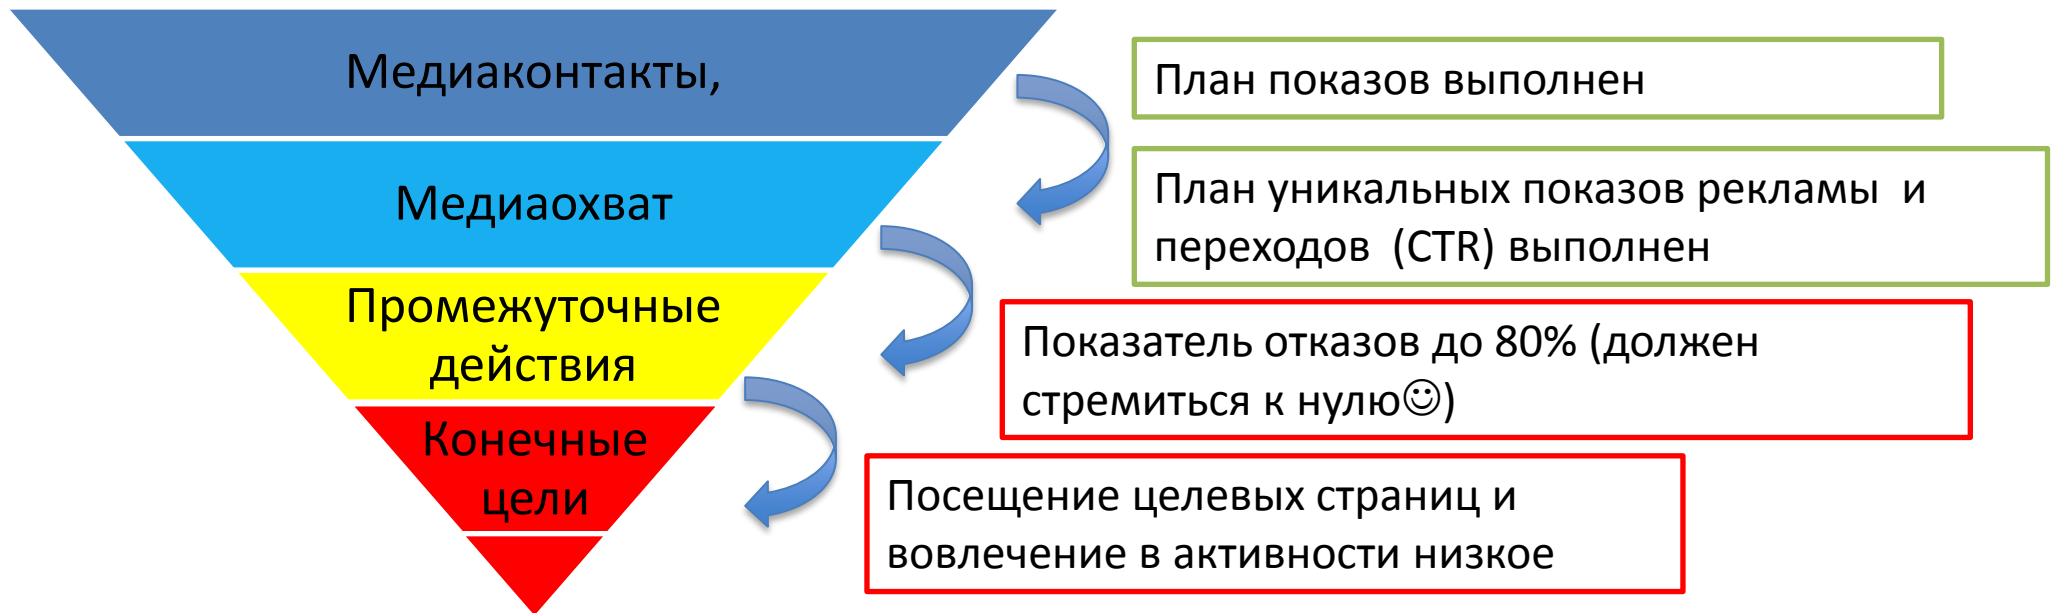 Медиаконтакты,
План показов выполнен
Медиаохват
План уникальных показов рекламы и
переходов (CTR) выполнен
Промежуточные
действия
Показатель отказов до 80% (должен
стремиться к нулю☺)
Конечные
цели
Посещение целевых страниц и
вовлечение в активности низкое